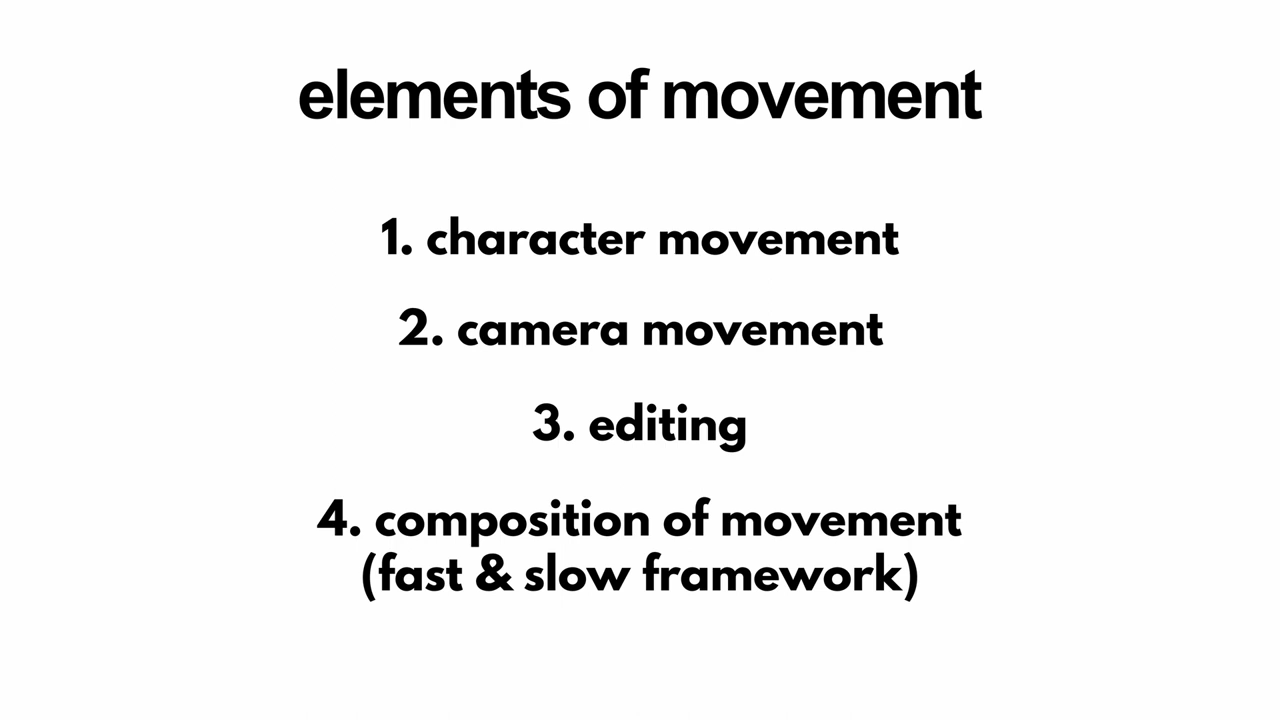 elements of movement
1. character movement
2. camera movement
3. editing
4. composition of movement
(fast & slow framework)